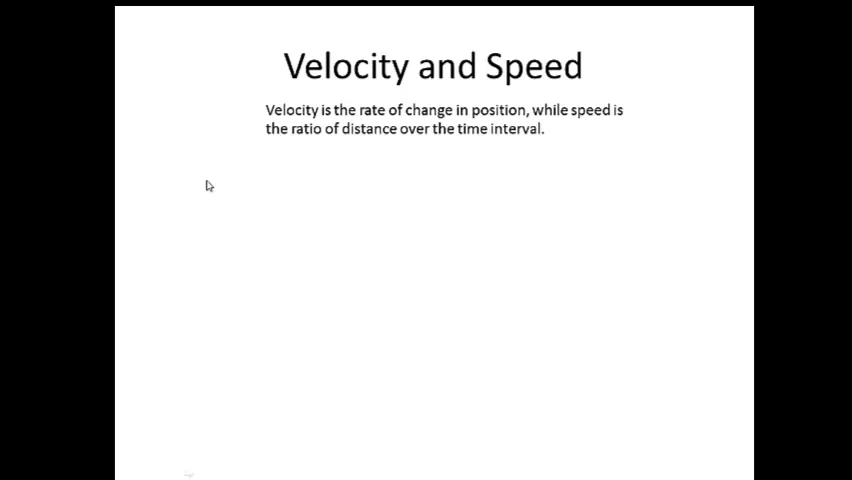 Velocity and Speed
Velocity is the rate of change in position, while speed is
the ratio of distance over the time interval.